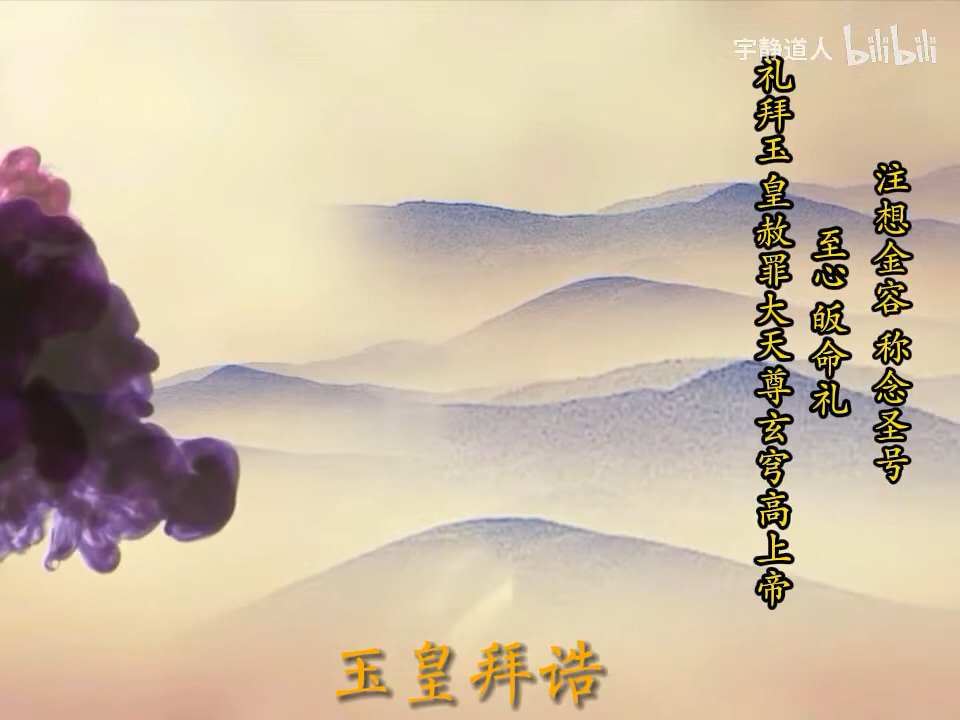 宇静道人 bilibili
注想金容 称念圣号
至心 皈命礼
礼拜玉皇赦罪大天尊玄穹高上帝
玉皇拜诰